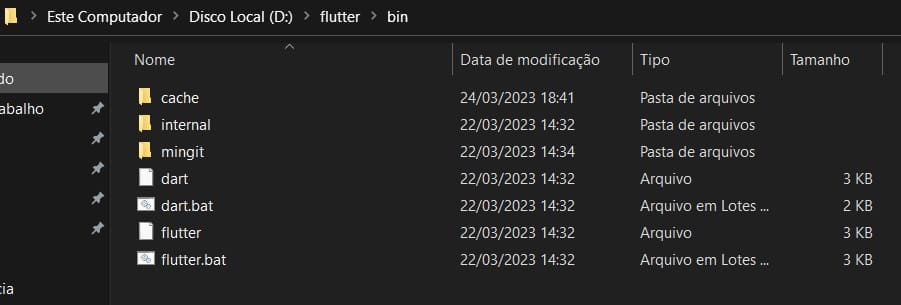 Este Computador > Disco Local (D:) > flutter > bin
Nome Data de modificação Tipo Tamanho
do
cache 24/03/2023 18:41 Pasta de arquivos
abalho
internal 22/03/2023 14:32 Pasta de arquivos
mingit 22/03/2023 14:34 Pasta de arquivos
dart 22/03/2023 14:32 Arquivo 3 KB
dart.bat 22/03/2023 14:32 Arquivo em Lotes ... 2 KB
flutter 22/03/2023 14:32 Arquivo 3 KB
flutter.bat 22/03/2023 14:32 Arquivo em Lotes ... 3 KB
cia